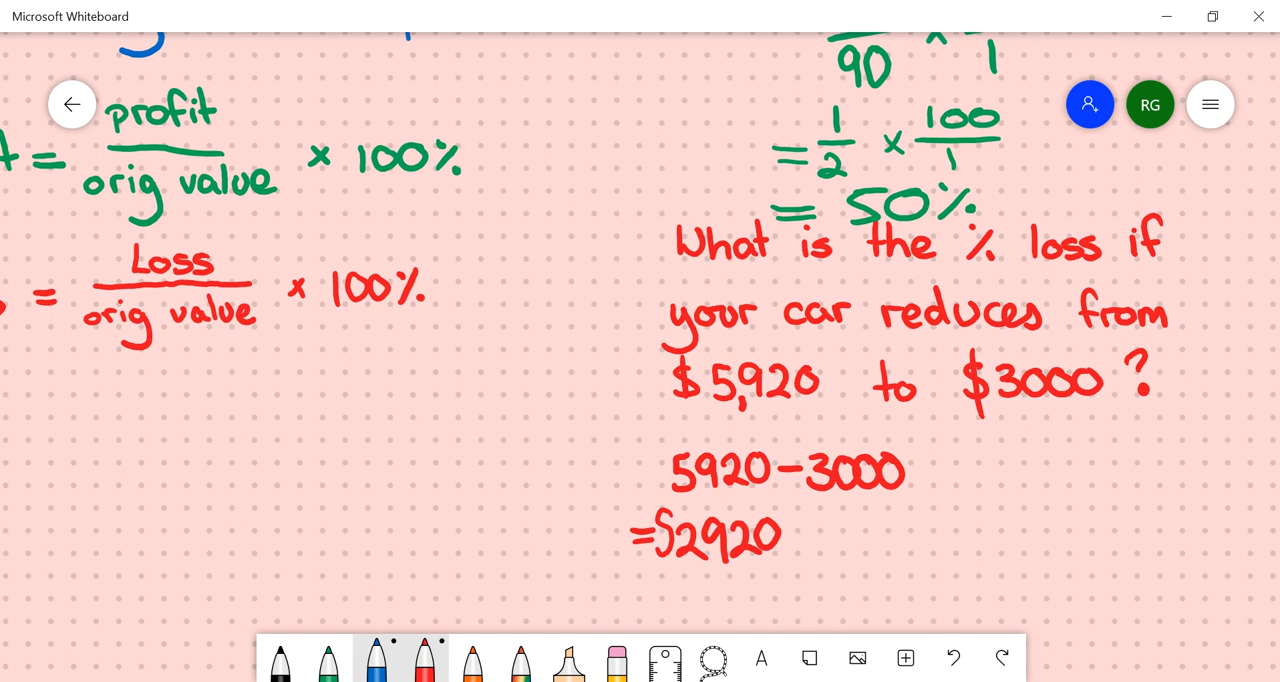 Microsoft Whiteboard
profit
= orig value × 100%
Loss
= orig value × 100%
90 × 1
RG
= 1/2 × 100/1
= 50%
What is the % loss if
your car reduces from
$5,920 to $3000?
5920-3000
=$2920
A